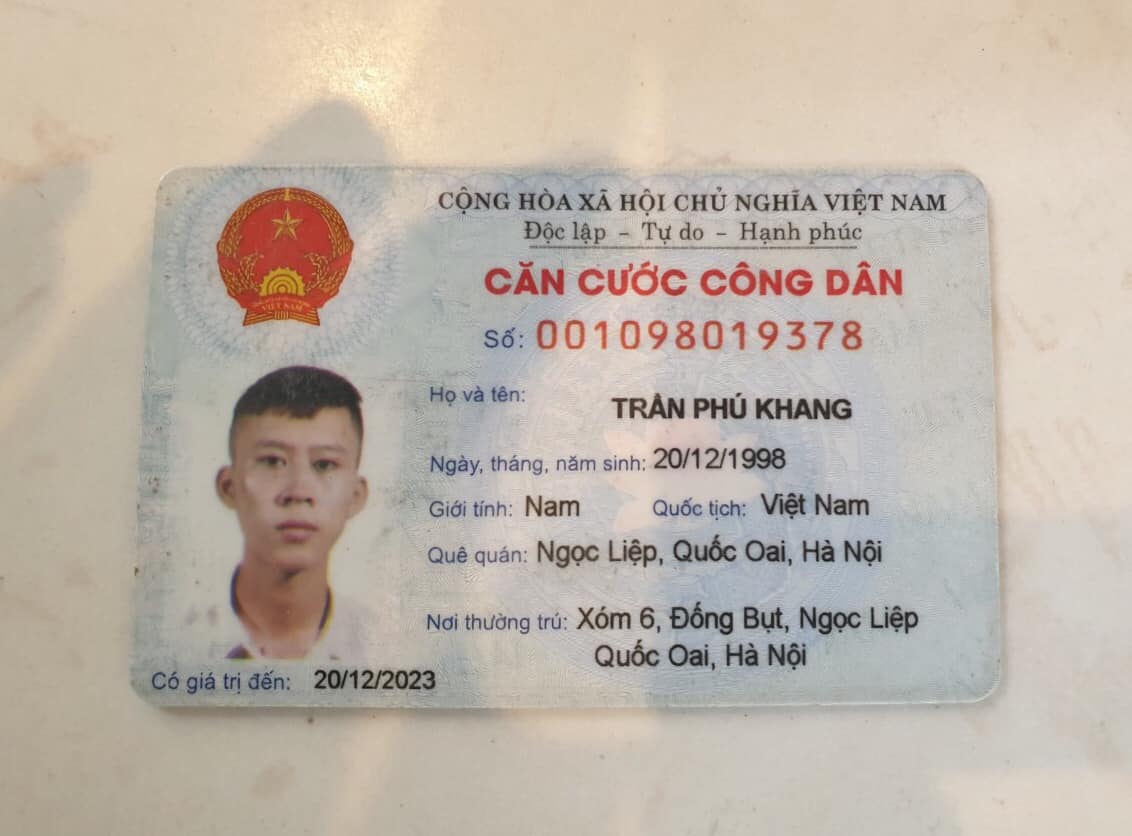 CỘNG HÒA XÃ HỘI CHỦ NGHĨA VIỆT NAM
Độc lập - Tự do - Hạnh phúc
CĂN CƯỚC CÔNG DÂN
Số: 001098019378
Họ và tên: TRẦN PHÚ KHANG
Ngày, tháng, năm sinh: 20/12/1998
Giới tính: Nam Quốc tịch: Việt Nam
Quê quán: Ngọc Liệp, Quốc Oai, Hà Nội
Nơi thường trú: Xóm 6, Đống Bụt, Ngọc Liệp
Quốc Oai, Hà Nội
Có giá trị đến: 20/12/2023
VIỆT NAM